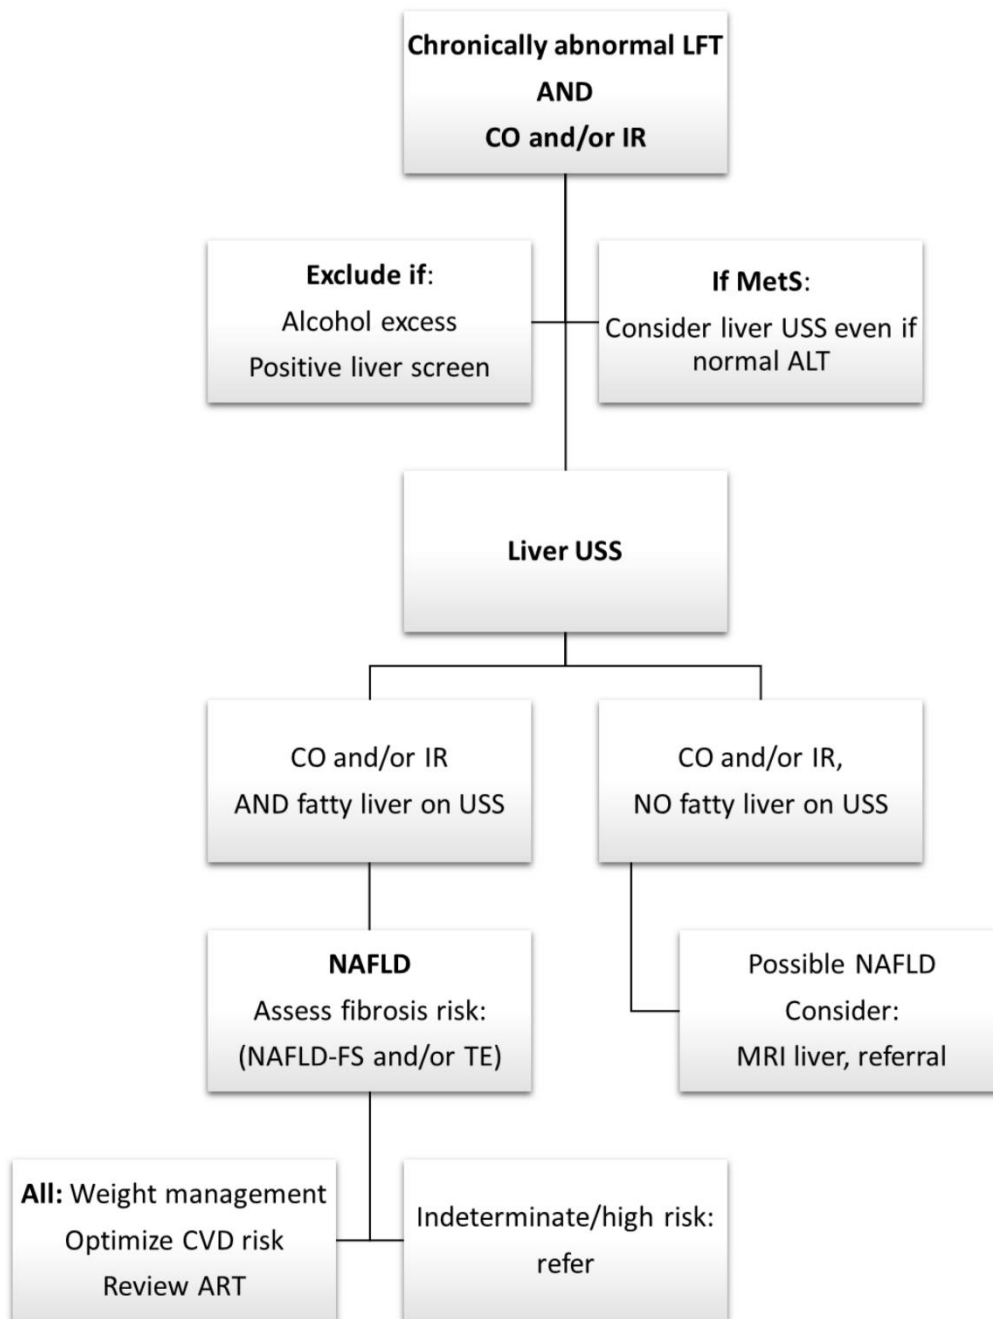 Chronically abnormal LFT
AND
CO and/or IR
Exclude if:
Alcohol excess
Positive liver screen
If MetS:
Consider liver USS even if
normal ALT
Liver USS
CO and/or IR
AND fatty liver on USS
CO and/or IR,
NO fatty liver on USS
NAFLD
Assess fibrosis risk:
(NAFLD-FS and/or TE)
Possible NAFLD
Consider:
MRI liver, referral
All: Weight management
Optimize CVD risk
Review ART
Indeterminate/high risk:
refer